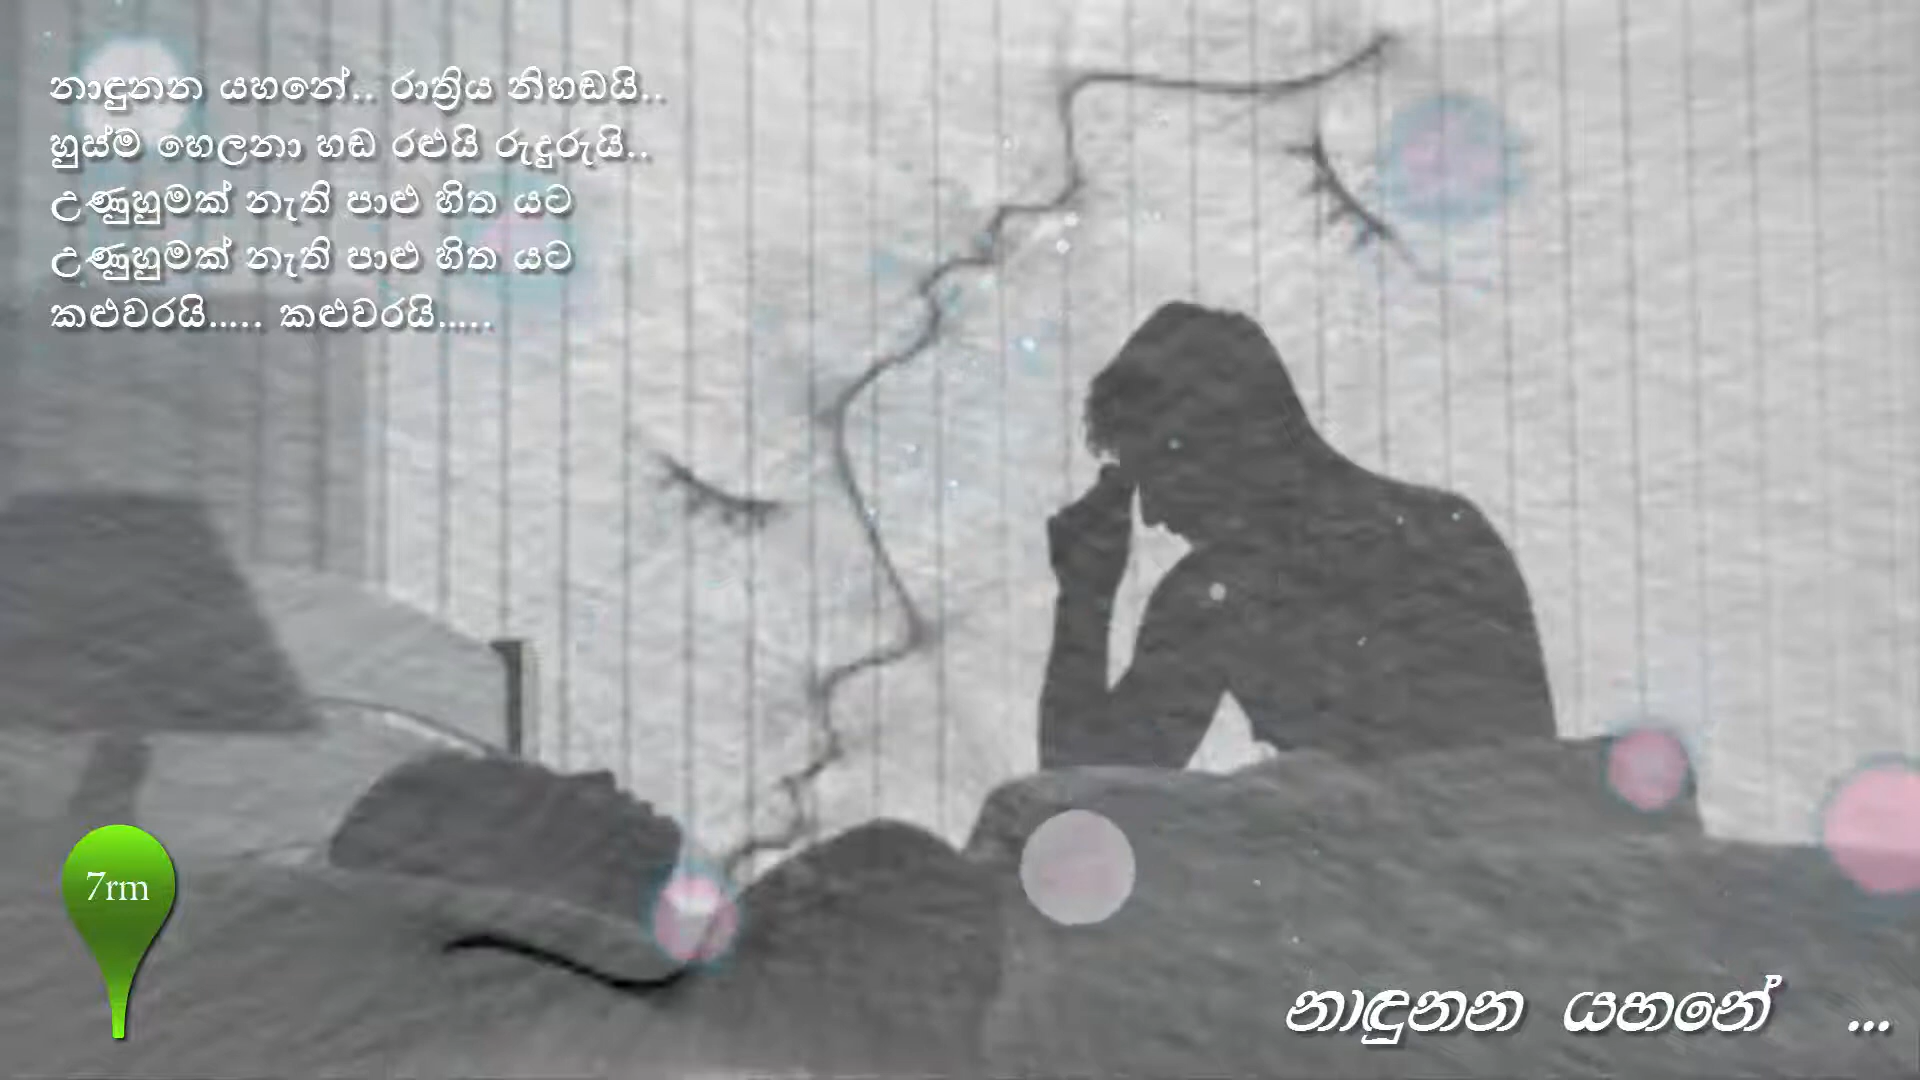 නාඳුනන යහනේ.. රාත්‍රිය නිහඬයි..
හුස්ම හෙලනා හඬ රළුයි රුදුරුයි..
උණුහුමක් නැති පාළු හිත යට
උණුහුමක් නැති පාළු හිත යට
කළුවරයි..... කළුවරයි.....
7rm
නාඳුනන යහනේ ...